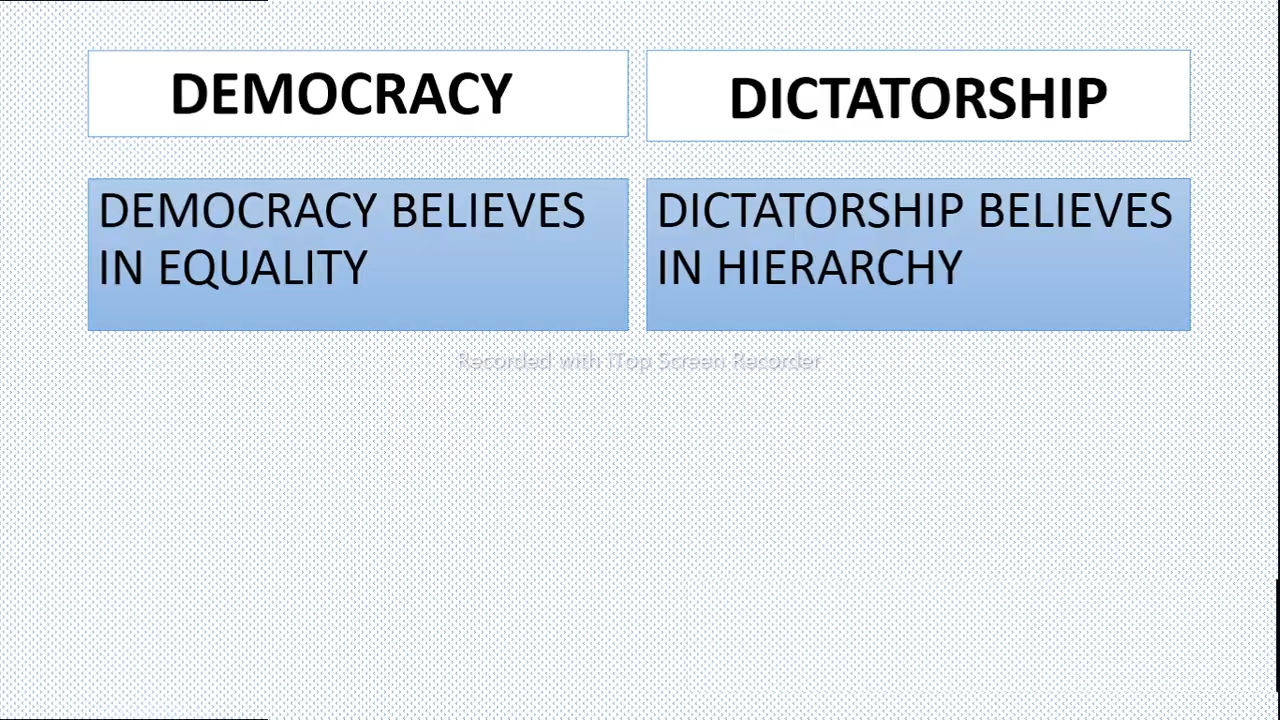 DEMOCRACY
DICTATORSHIP
DEMOCRACY BELIEVES
IN EQUALITY
DICTATORSHIP BELIEVES
IN HIERARCHY
Recorded with iTop Screen Recorder